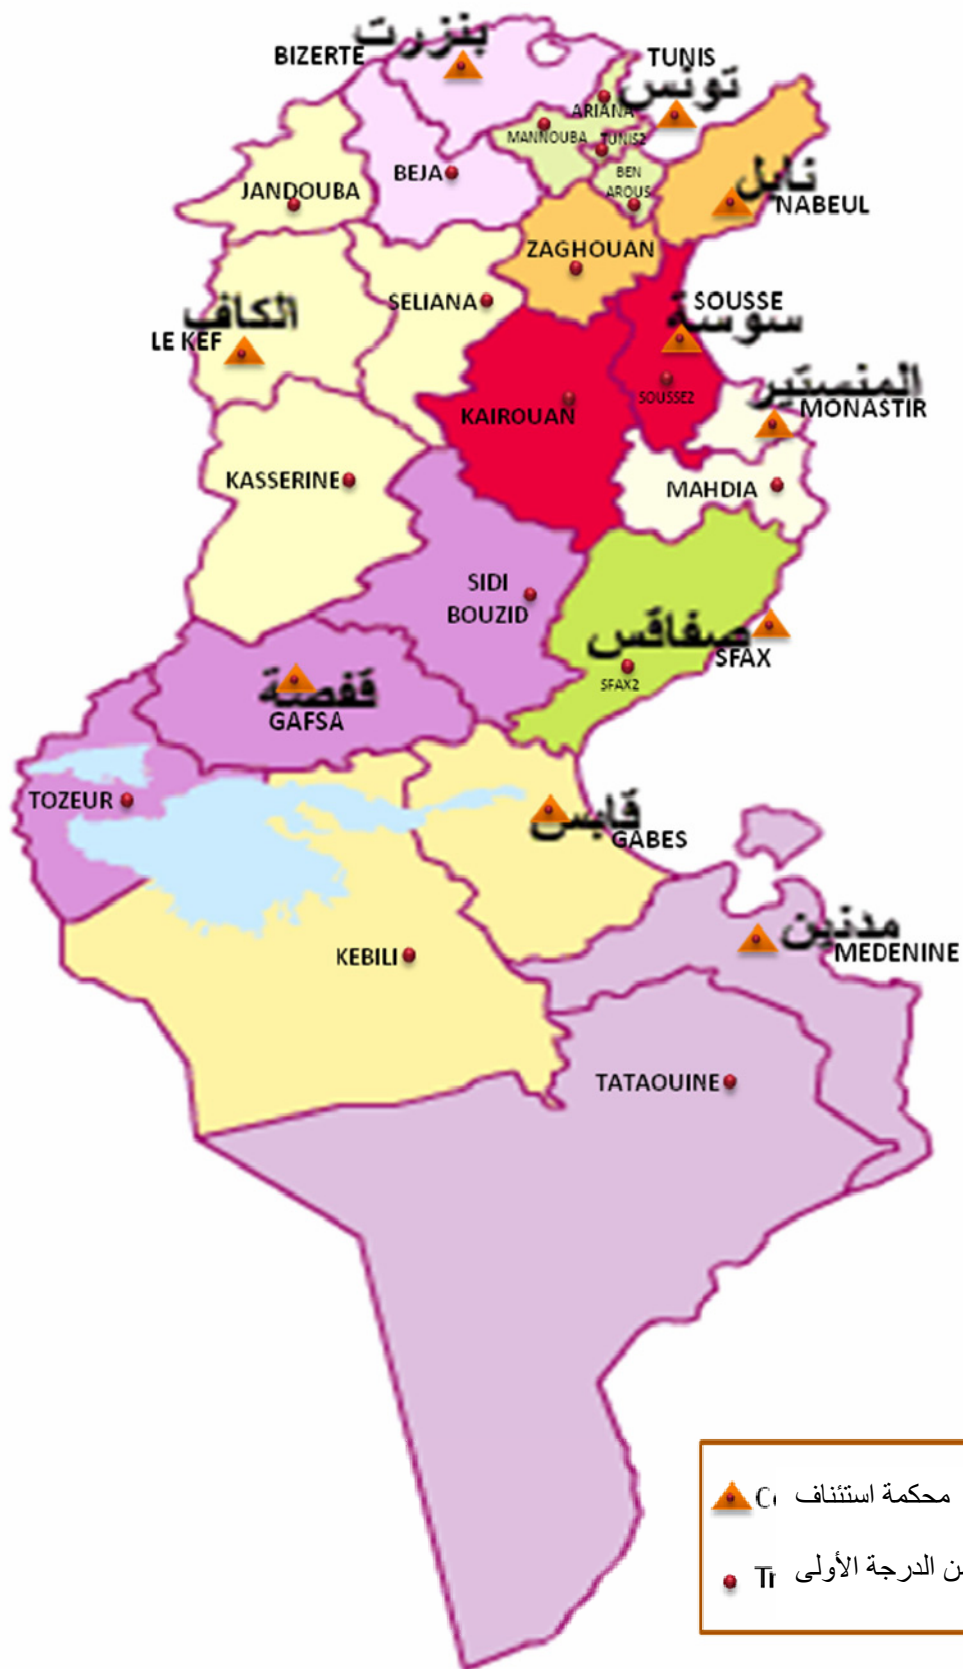 بنزرت
BIZERTE
TUNIS
تونس
ARIANA
MANNOUBA
TUNIS2
BEJA
BEN
AROUS
JANDOUBA
نابل
NABEUL
ZAGHOUAN
SELIANA
SOUSSE
سوسة
الكاف
LE KEF
SOUSSE2
المنستير
MONASTIR
KAIROUAN
KASSERINE
MAHDIA
SIDI
BOUZID
صفاقس
SFAX
SFAX2
قفصة
GAFSA
TOZEUR
قابس
GABES
مدنين
MEDENINE
KEBILI
TATAOUINE
محكمة استئناف
الدرجة الأولى